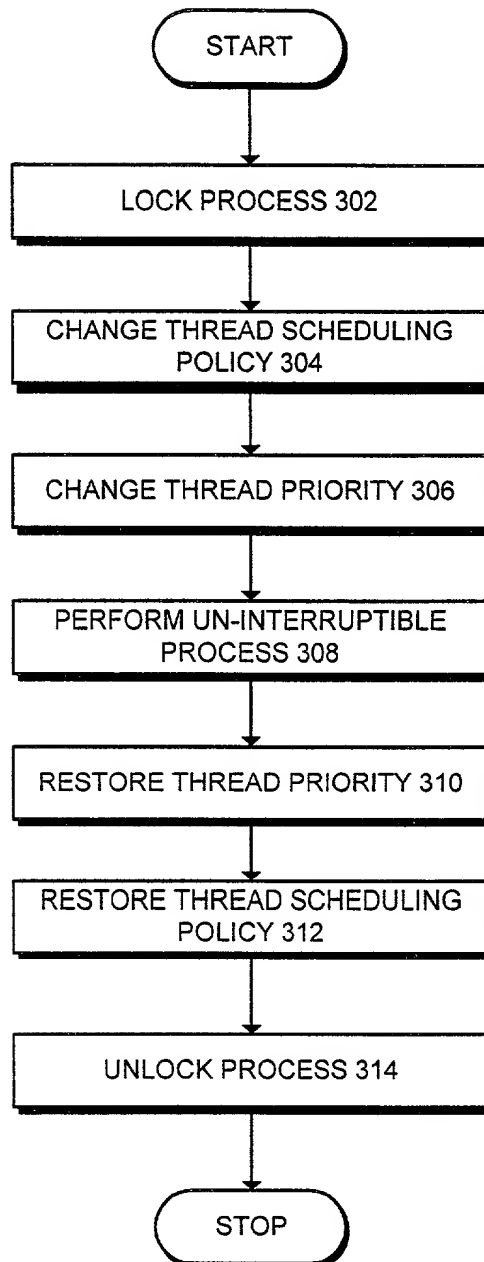 START
LOCK PROCESS 302
CHANGE THREAD SCHEDULING
POLICY 304
CHANGE THREAD PRIORITY 306
PERFORM UN-INTERRUPTIBLE
PROCESS 308
RESTORE THREAD PRIORITY 310
RESTORE THREAD SCHEDULING
POLICY 312
UNLOCK PROCESS 314
STOP